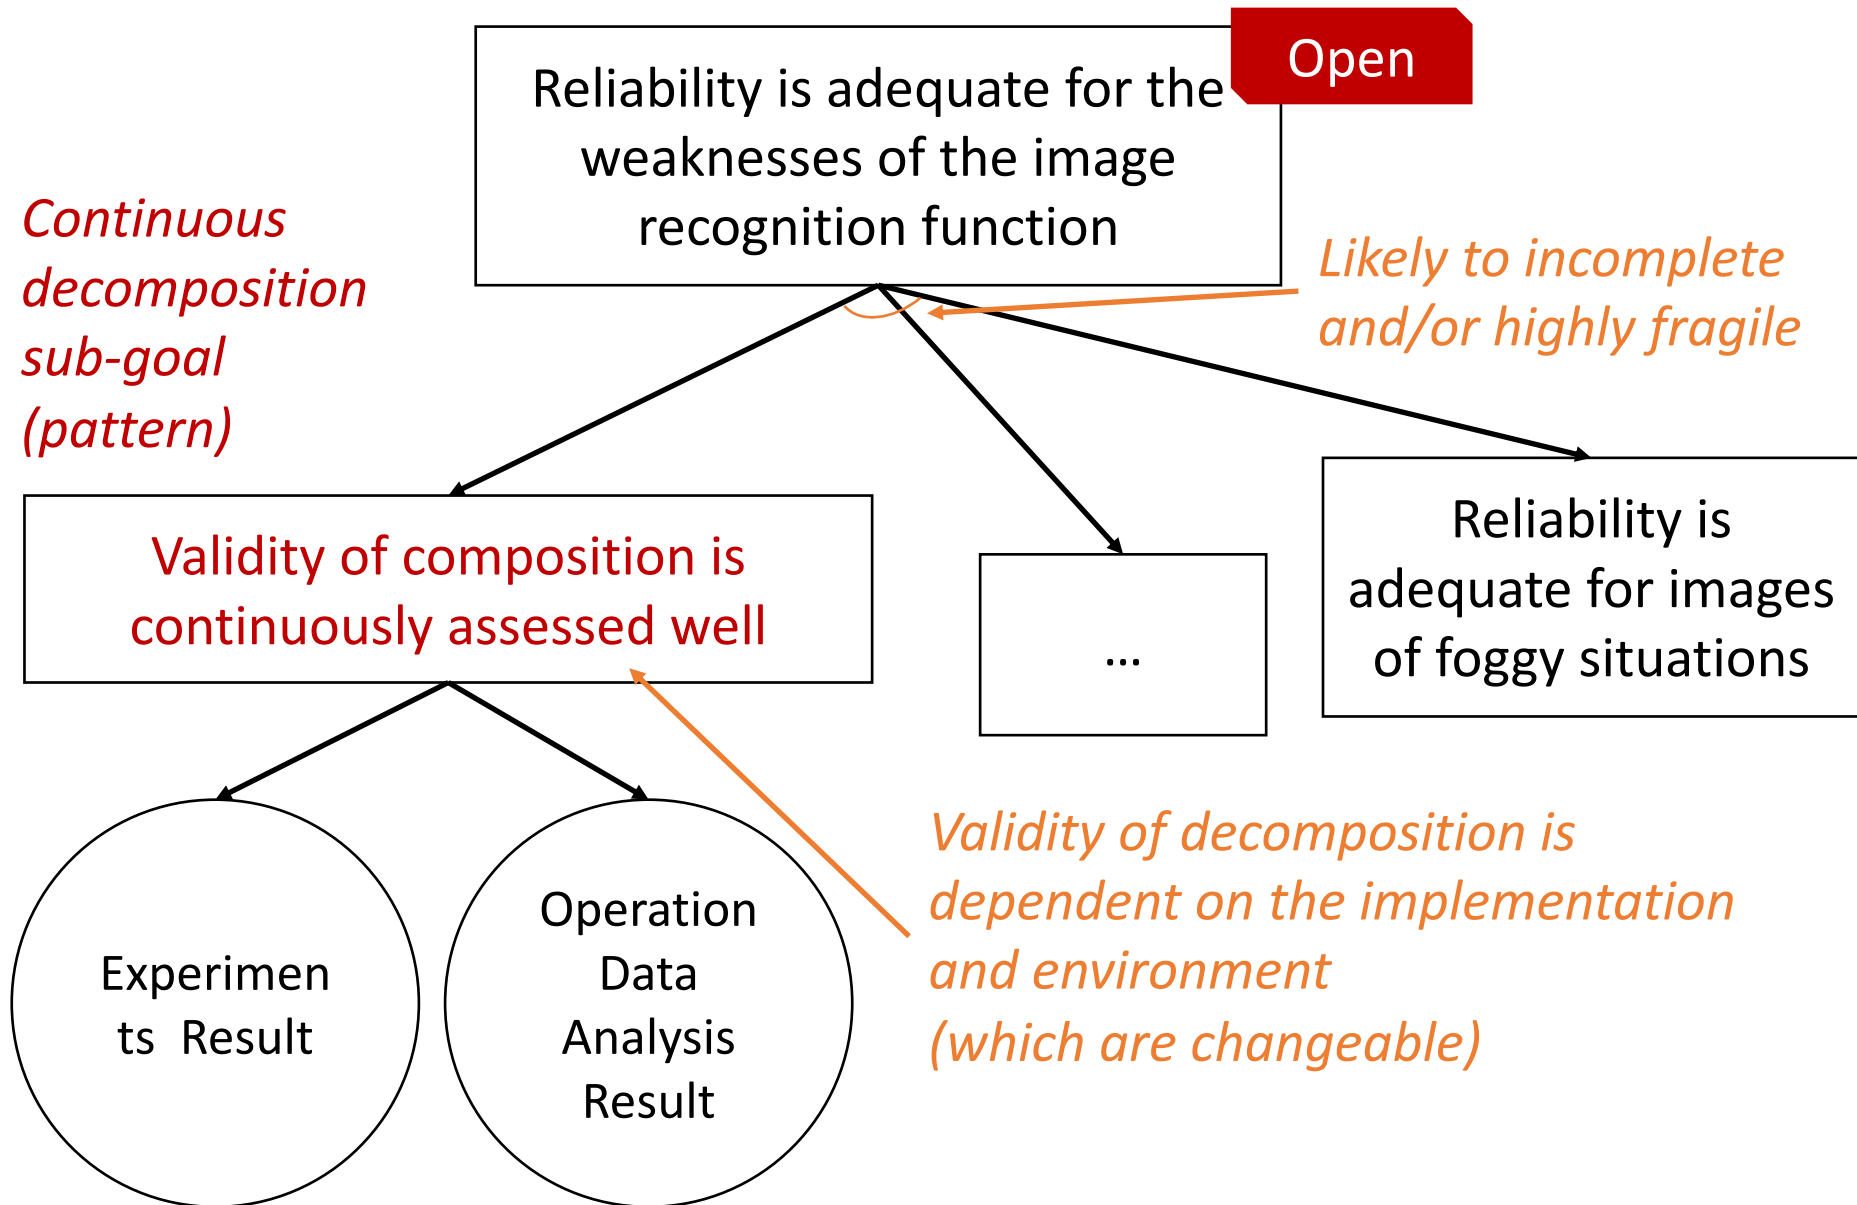 Open
Reliability is adequate for the
weaknesses of the image
recognition function
Continuous
decomposition
sub-goal
(pattern)
Likely to incomplete
and/or highly fragile
Validity of composition is
continuously assessed well
...
Reliability is
adequate for images
of foggy situations
Experimen
ts Result
Operation
Data
Analysis
Result
Validity of decomposition is
dependent on the implementation
and environment
(which are changeable)